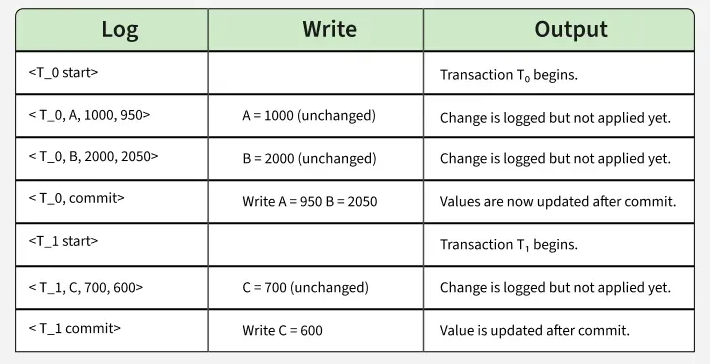 Log Write Output
<T_0 start> Transaction T₀ begins.
< T_0, A, 1000, 950> A = 1000 (unchanged) Change is logged but not applied yet.
< T_0, B, 2000, 2050> B = 2000 (unchanged) Change is logged but not applied yet.
< T_0, commit> Write A = 950 B = 2050 Values are now updated after commit.
<T_1 start> Transaction T₁ begins.
< T_1, C, 700, 600> C = 700 (unchanged) Change is logged but not applied yet.
< T_1 commit> Write C = 600 Value is updated after commit.